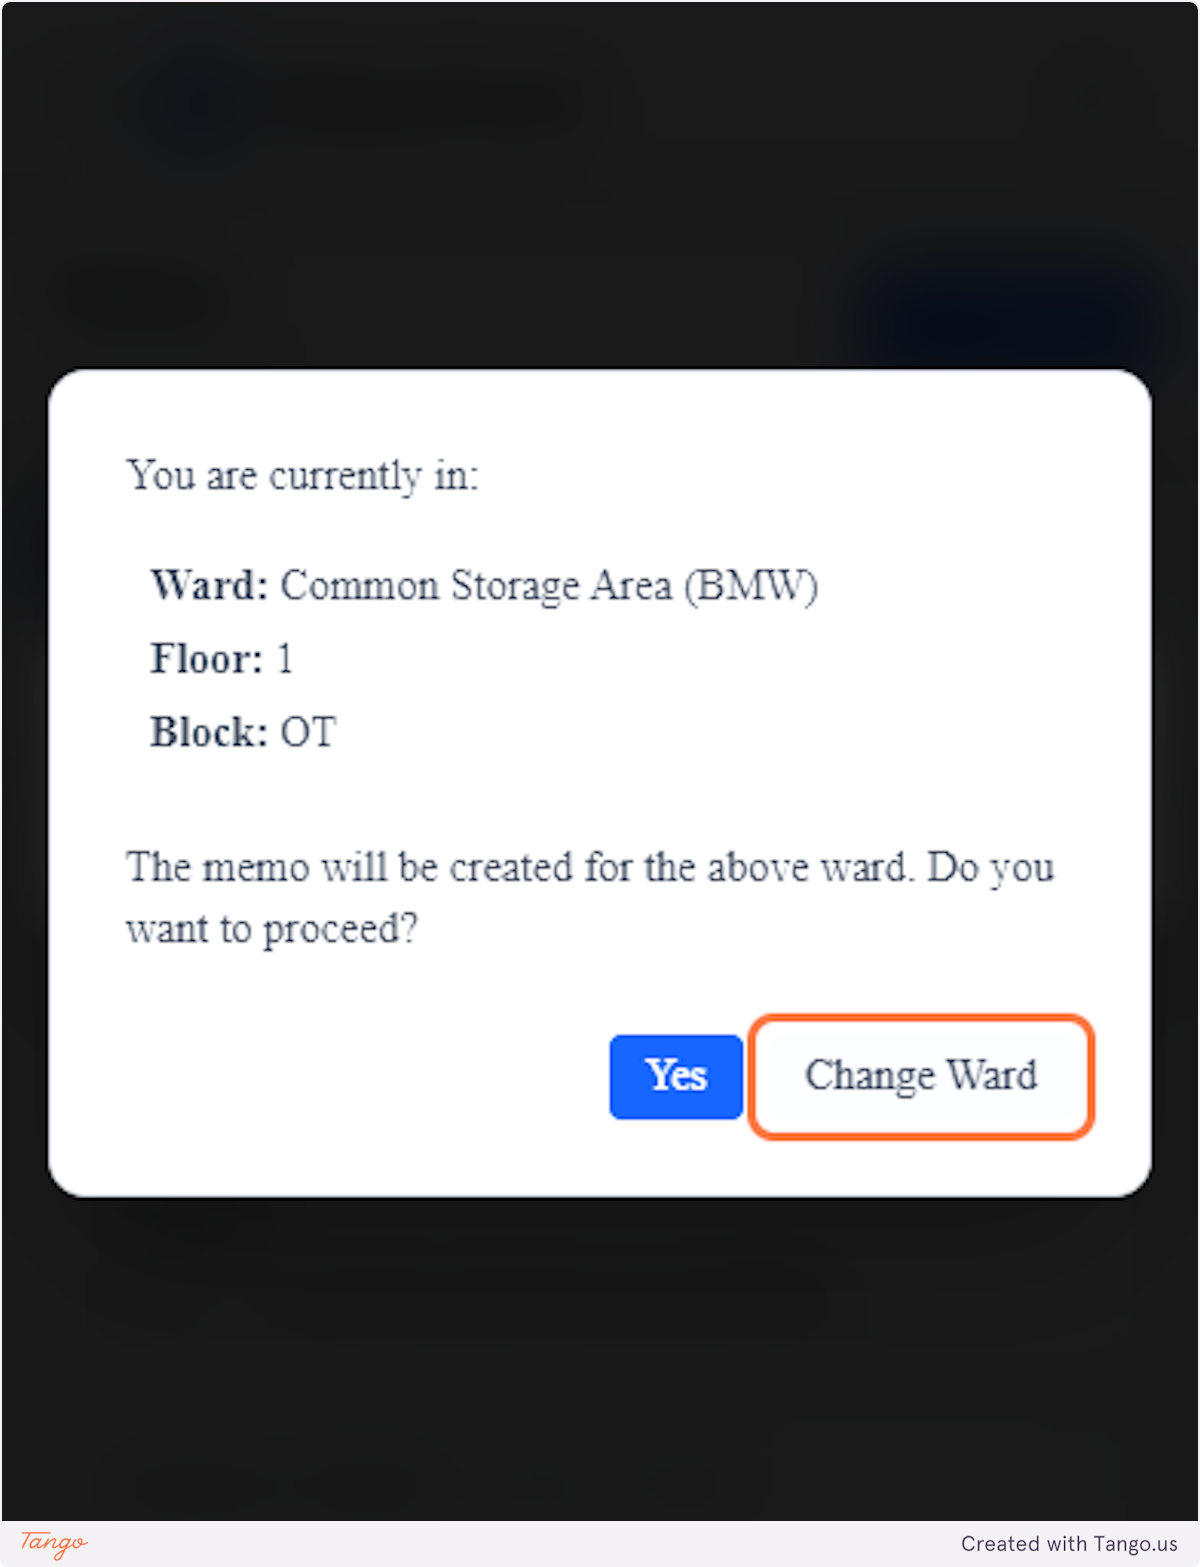 You are currently in:
Ward: Common Storage Area (BMW)
Floor: 1
Block: OT
The memo will be created for the above ward. Do you
want to proceed?
Yes
Change Ward
Tango
Created with Tango.us